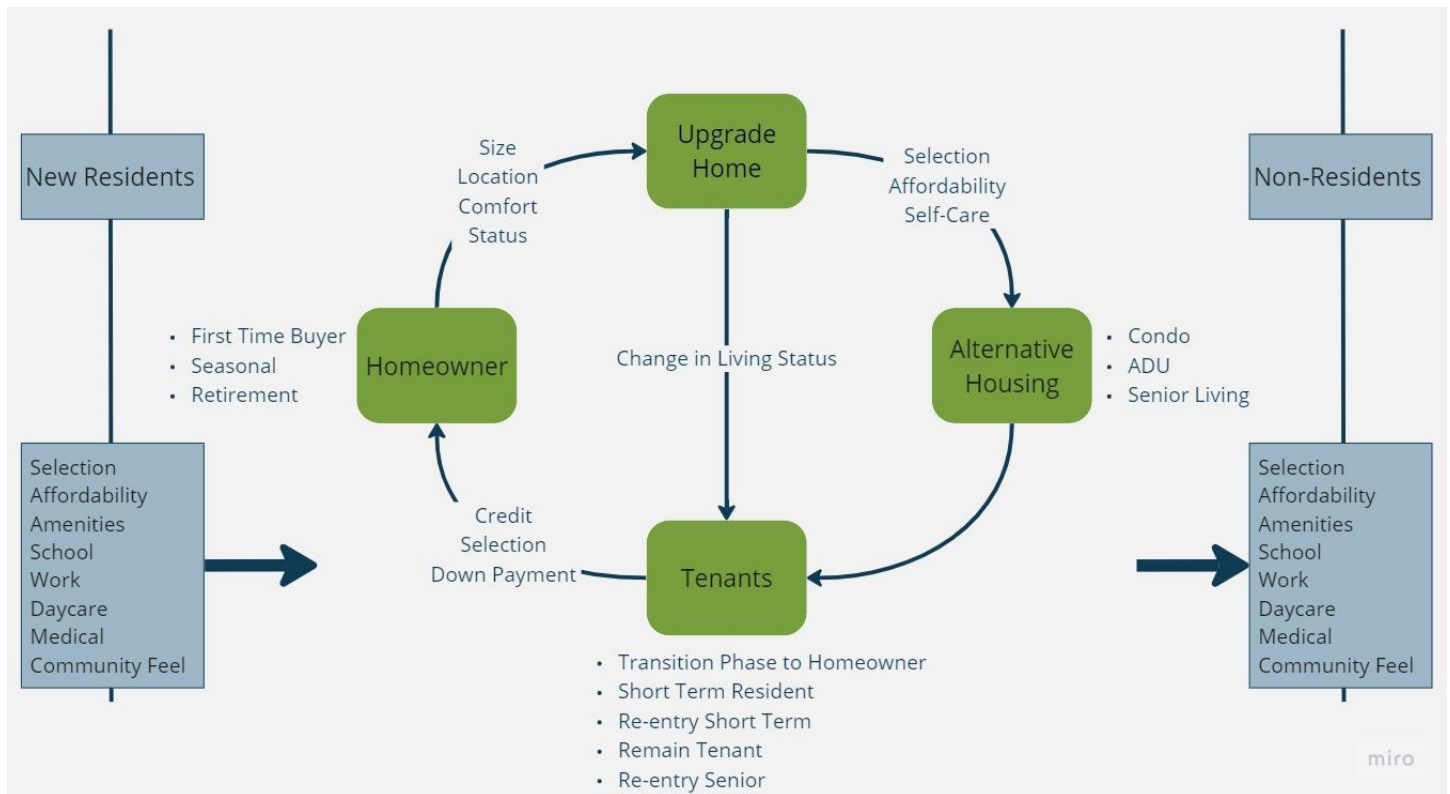 New Residents
Selection
Affordability
Amenities
School
Work
Daycare
Medical
Community Feel
• First Time Buyer
• Seasonal
• Retirement
Homeowner
Size
Location
Comfort
Status
Upgrade
Home
Selection
Affordability
Self-Care
Change in Living Status
Alternative
Housing
• Condo
• ADU
• Senior Living
Credit
Selection
Down Payment
Tenants
• Transition Phase to Homeowner
• Short Term Resident
• Re-entry Short Term
• Remain Tenant
• Re-entry Senior
Non-Residents
Selection
Affordability
Amenities
School
Work
Daycare
Medical
Community Feel
miro